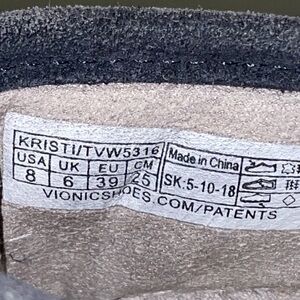 KRISTI/TVW5316
USA UK EU CM
8 6 39 25
Made in China
SK:5-10-18
VIONICSHOES.COM/PATENTS